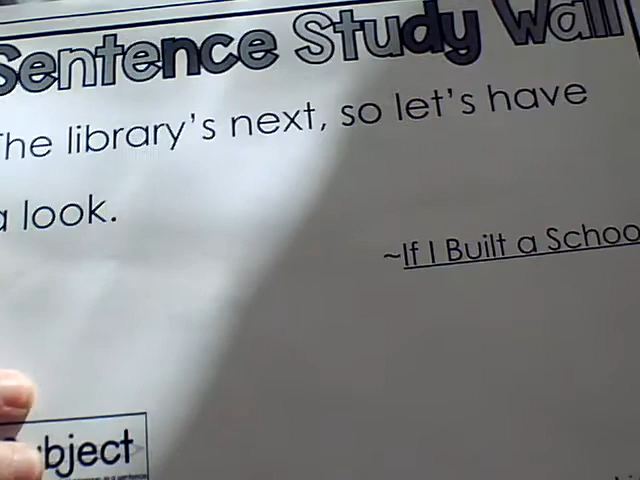 Sentence Study Wall
The library's next, so let's have
a look.
~If I Built a Schoo
bject